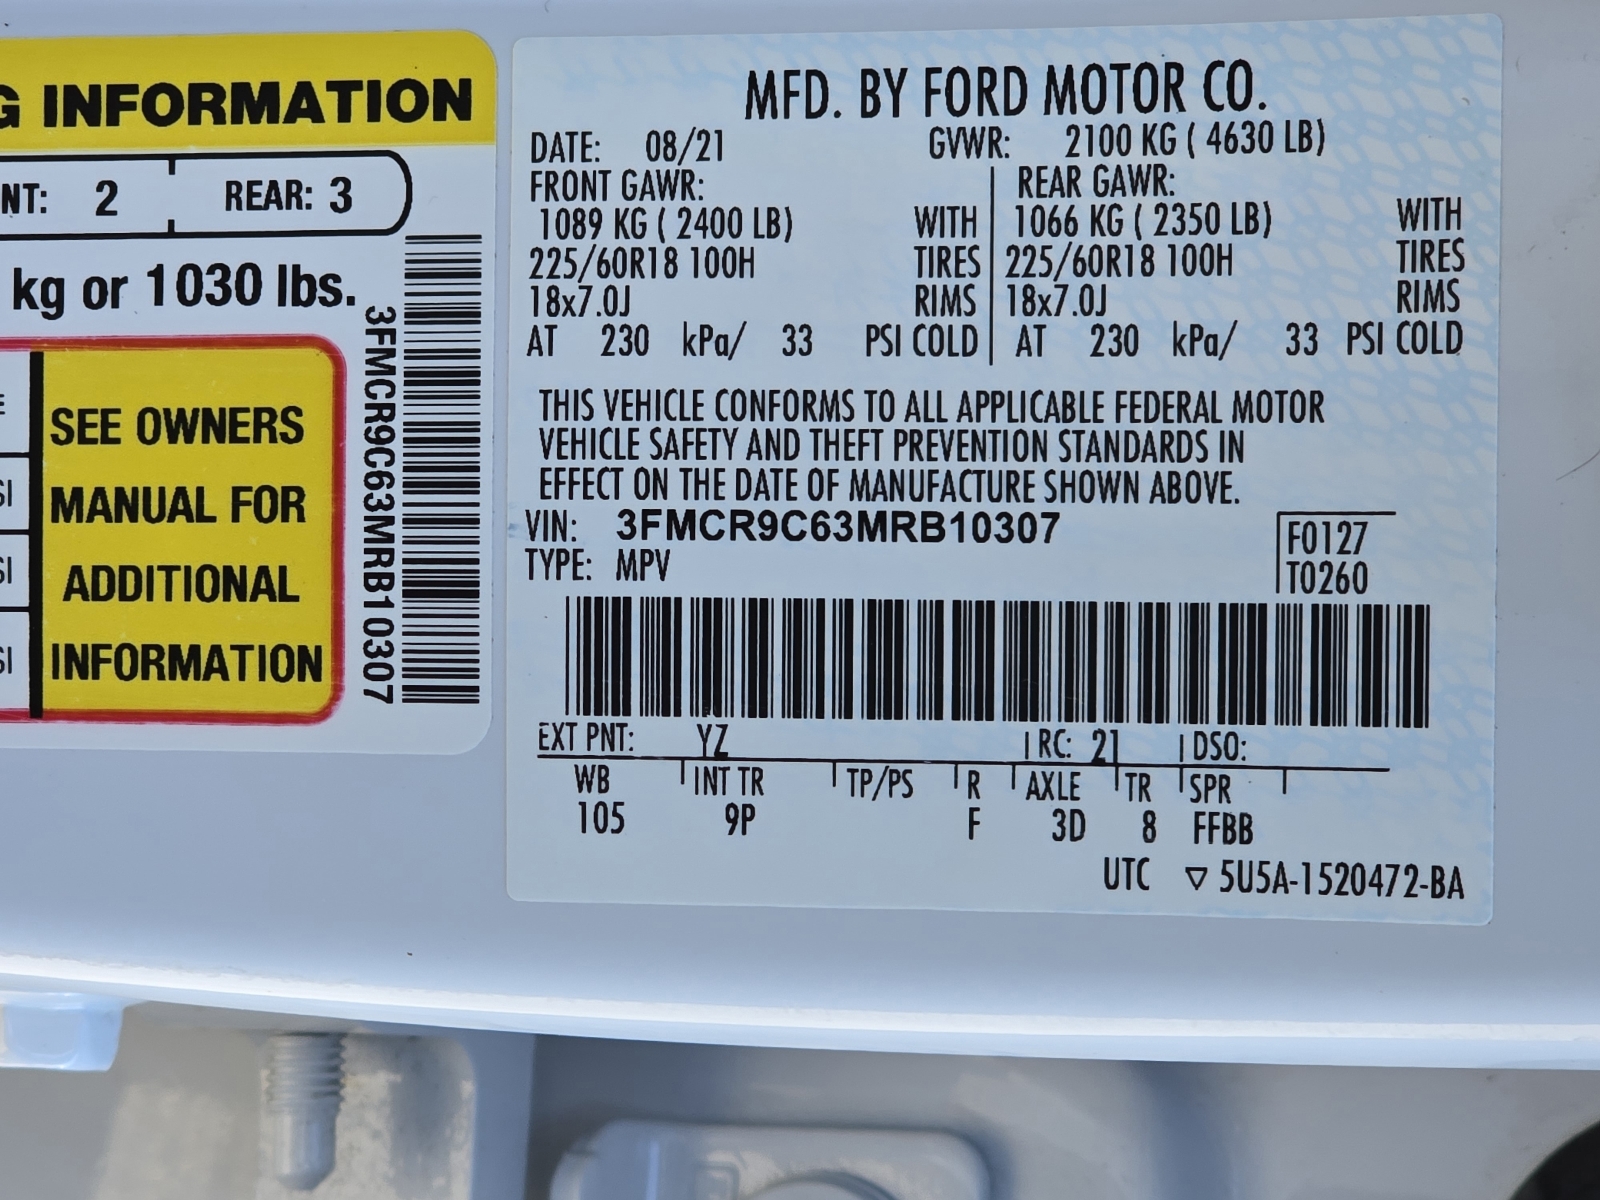 G INFORMATION
NT: 2 REAR: 3
kg or 1030 lbs.
SEE OWNERS
MANUAL FOR
ADDITIONAL
INFORMATION
3FMCR9C63MRB10307
MFD. BY FORD MOTOR CO.
DATE: 08/21 GVWR: 2100 KG ( 4630 LB)
FRONT GAWR: REAR GAWR:
1089 KG ( 2400 LB) WITH 1066 KG ( 2350 LB) WITH
225/60R18 100H TIRES 225/60R18 100H TIRES
18x7.0J RIMS 18x7.0J RIMS
AT 230 kPa/ 33 PSI COLD AT 230 kPa/ 33 PSI COLD
THIS VEHICLE CONFORMS TO ALL APPLICABLE FEDERAL MOTOR
VEHICLE SAFETY AND THEFT PREVENTION STANDARDS IN
EFFECT ON THE DATE OF MANUFACTURE SHOWN ABOVE.
VIN: 3FMCR9C63MRB10307 F0127
TYPE: MPV T0260
EXT PNT: YZ RC: 21 DSO:
WB INT TR TP/PS R AXLE TR SPR
105 9P F 3D 8 FFBB
UTC ▽ 5U5A-1520472-BA